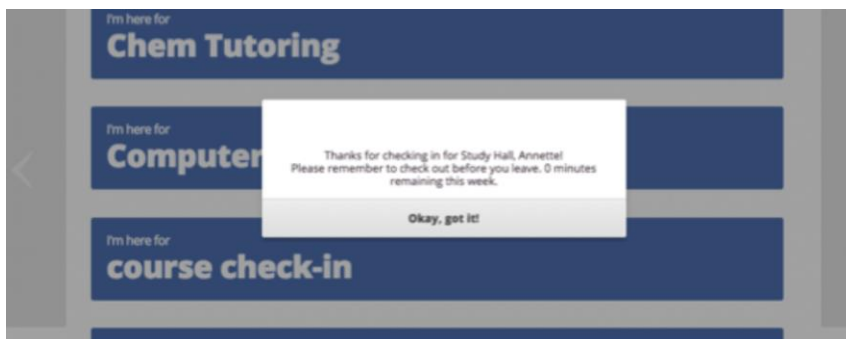 I'm here for
Chem Tutoring
I'm here for
Computer
Thanks for checking in for Study Hall, Annette!
Please remember to check out before you leave. 0 minutes
remaining this week.
Okay, got it!
I'm here for
course check-in